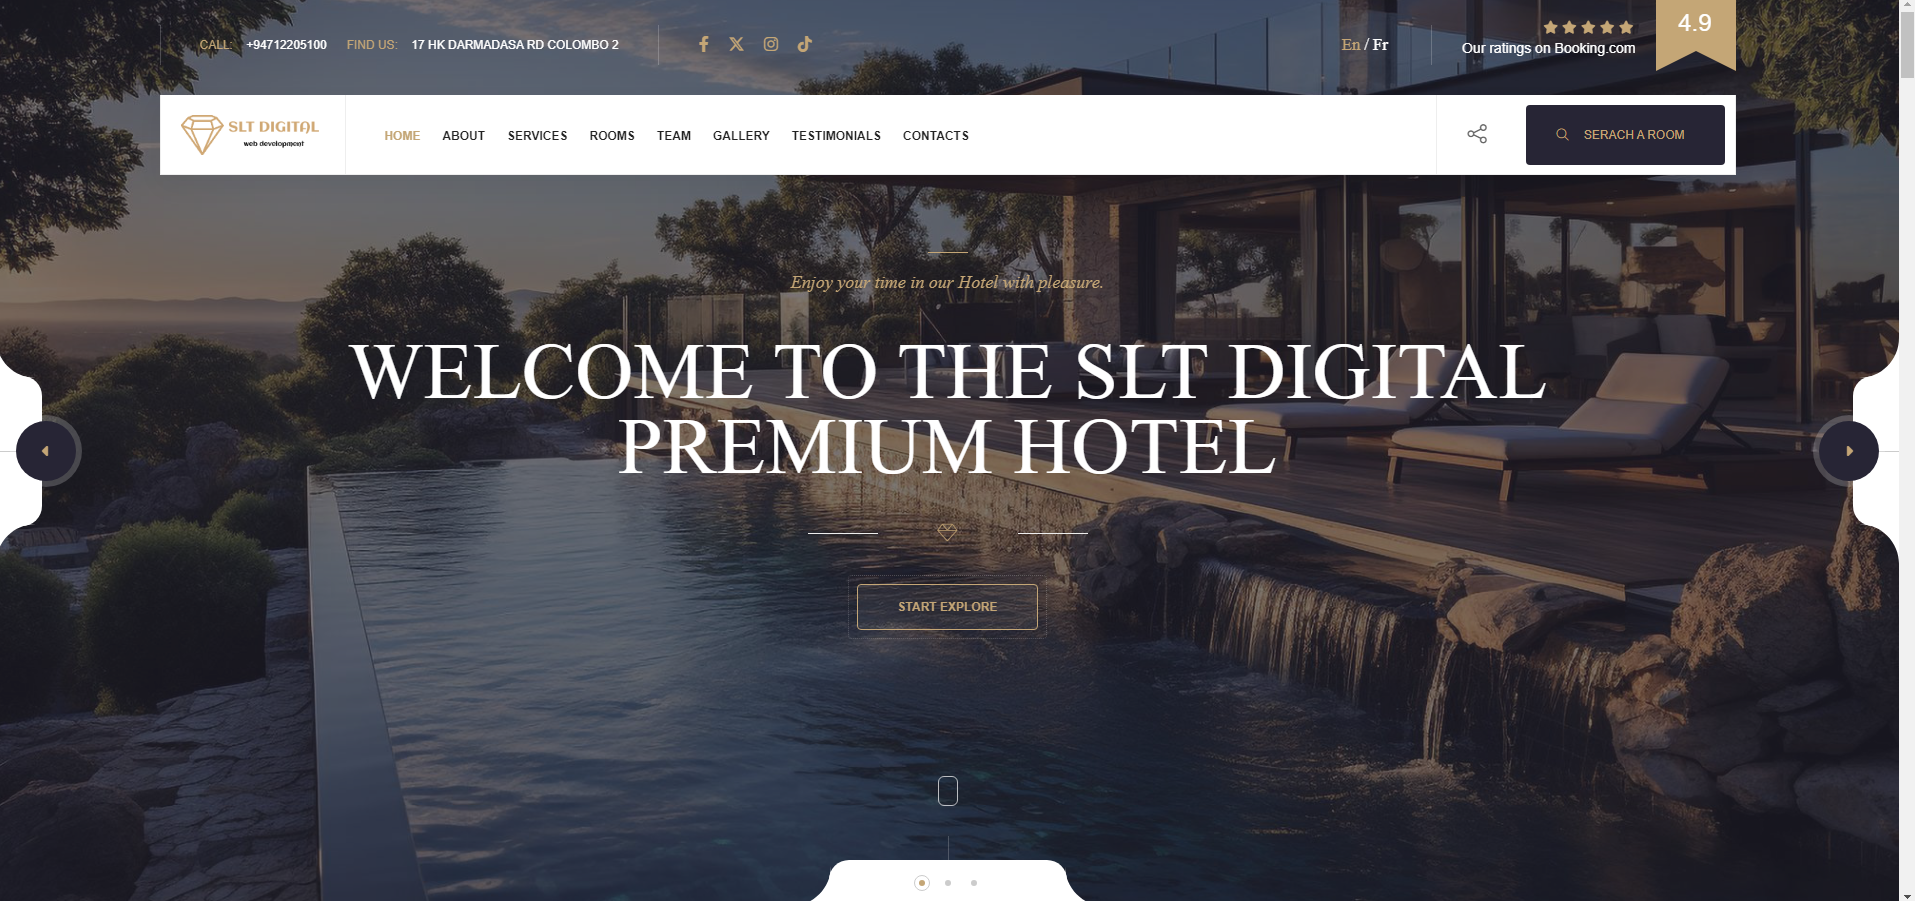 CALL: +94712205100 FIND US: 17 HK DARMADASA RD COLOMBO 2
En / Fr
Our ratings on Booking.com
4.9
SLT DIGITAL
web development
HOME ABOUT SERVICES ROOMS TEAM GALLERY TESTIMONIALS CONTACTS
SERACH A ROOM
Enjoy your time in our Hotel with pleasure.
WELCOME TO THE SLT DIGITAL
PREMIUM HOTEL
START EXPLORE